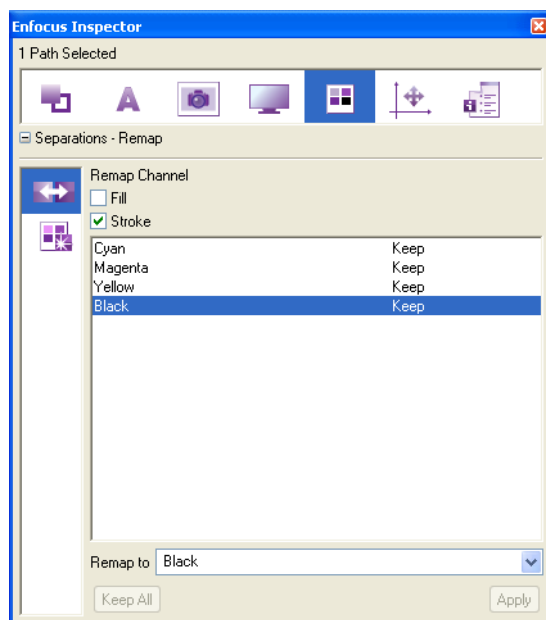 Enfocus Inspector
1 Path Selected
A
Separations - Remap
Remap Channel
Fill
Stroke
Cyan Keep
Magenta Keep
Yellow Keep
Black Keep
Remap to Black
Keep All Apply